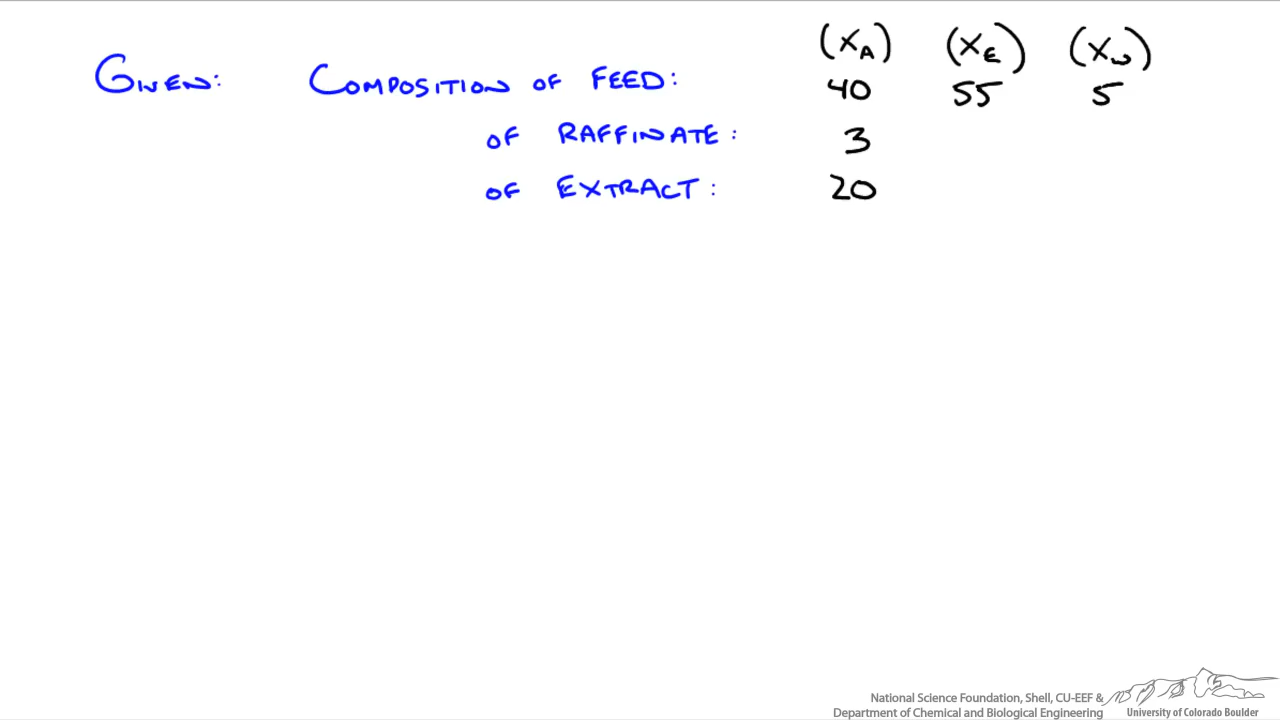 (XA) (XE) (XW)
GIVEN: COMPOSITION OF FEED: 40 55 5
OF RAFFINATE: 3
OF EXTRACT: 20
National Science Foundation, Shell, CU-EEF &
Department of Chemical and Biological Engineering
University of Colorado Boulder